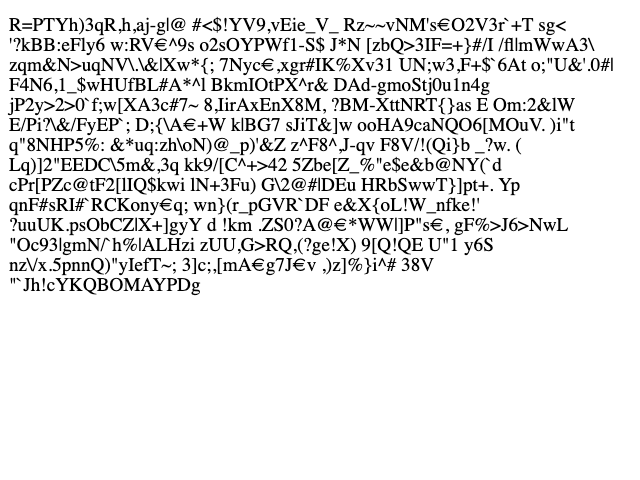 R=PTYh)3qR,h,aj-g|@ #<$!YV9,vEie_V_ Rz~~vNM's€O2V3r`+T sg<
'?kBB:eFly6 w:RV€^9s o2sOYPWf1-S$ J*N [zbQ>3IF=+}#/I /fl|mWwA3\
zqm&N>uqNV\.\&|Xw*{; 7Nyc€,xgr#IK%Xv31 UN;w3,F+$`6At o;"U&'.0#|
F4N6,1_$wHUfBL#A*^l BkmIOtPX^r& DAd-gmoStj0u1n4g
jP2y>2>0`f;w[XA3c#7~ 8,IirAxEnX8M, ?BM-XttNRT{}as E Om:2&lW
E/Pi?\&/FyEP`; D;{\A€+W k|BG7 sJiT&]w ooHA9caNQO6[MOuV. )i"t
q"8NHP5%: &*uq:zh\oN)@_p)'&Z z^F8^,J-qv F8V/!(Qi}b _?w. (
Lq)]2"EEDC\5m&,3q kk9/[C^+>42 5Zbe[Z_%"e$e&b@NY(`d
cPr[PZc@tF2[lIQ$kwi lN+3Fu) G\2@#|DEu HRbSwwT}]pt+. Yp
qnF#sRI#`RCKony€q; wn}(r_pGVR`DF e&X{oL!W_nfke!'
?uuUK.psObCZ|X+]gyY d !km .ZS0?A@€*WW|]P"s€, gF%>J6>NwL
"Oc93|gmN/`h%|ALHzi zUU,G>RQ,(?ge!X) 9[Q!QE U"1 y6S
nz\/x.5pnnQ)"yIefT~; 3]c;,[mA€g7J€v ,)z]%}i^# 38V
"`Jh!cYKQBOMAYPDg